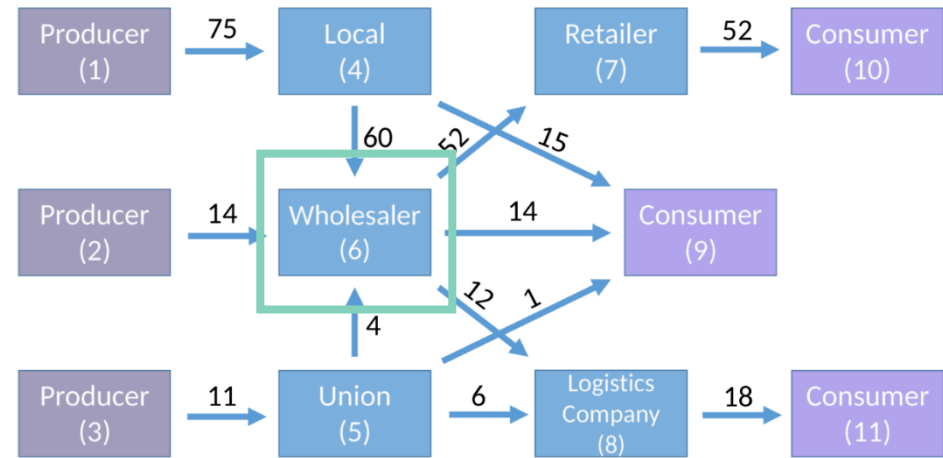 Producer
(1)
75
Local
(4)
Retailer
(7)
52
Consumer
(10)
60
52
15
Producer
(2)
14
Wholesaler
(6)
14
Consumer
(9)
4
12
1
Producer
(3)
11
Union
(5)
6
Logistics
Company
(8)
18
Consumer
(11)